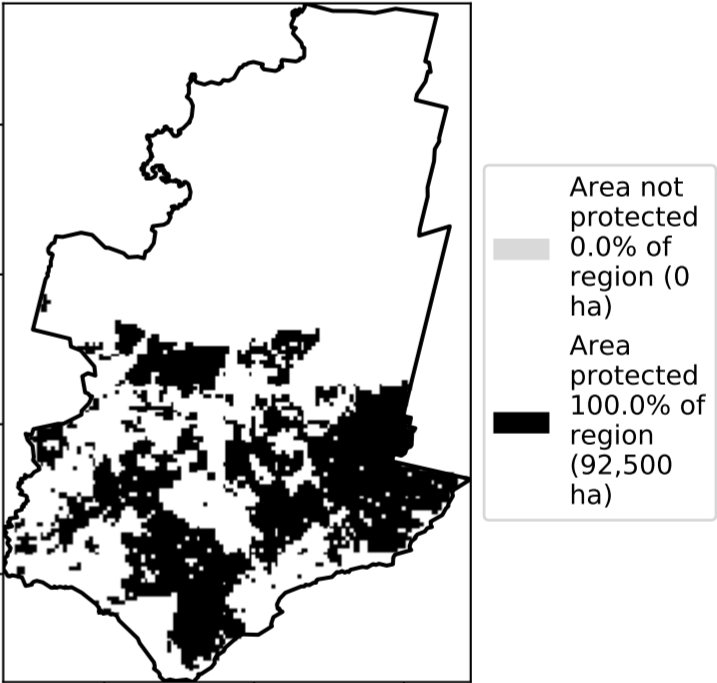 Area not
protected
0.0% of
region (0
ha)
Area
protected
100.0% of
region
(92,500
ha)